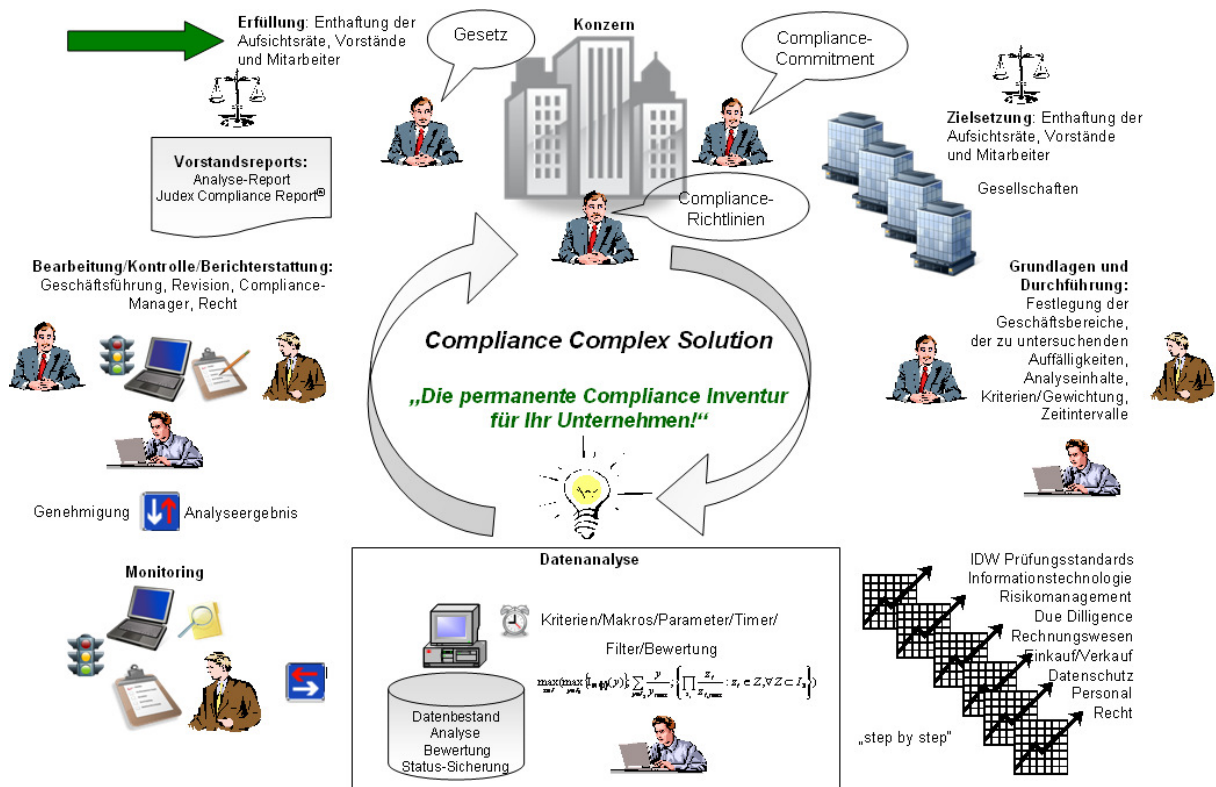 Erfüllung: Enthaftung der
Aufsichtsräte, Vorstände
und Mitarbeiter
Gesetz
Konzern
Compliance-
Commitment
Zielsetzung: Enthaftung der
Aufsichtsräte, Vorstände
und Mitarbeiter
Gesellschaften
Vorstandsreports:
Analyse-Report
Judex Compliance Report®
Compliance-
Richtlinien
Bearbeitung/Kontrolle/Berichterstattung:
Geschäftsführung, Revision, Compliance-
Manager, Recht
Grundlagen und
Durchführung:
Festlegung der
Geschäftsbereiche,
der zu untersuchenden
Auffälligkeiten,
Analyseinhalte,
Kriterien/Gewichtung,
Zeitintervalle
Compliance Complex Solution
„Die permanente Compliance Inventur
für Ihr Unternehmen!“
Genehmigung
Analyseergebnis
Monitoring
Datenanalyse
Kriterien/Makros/Parameter/Timer/
Filter/Bewertung
Datenbestand
Analyse
Bewertung
Status-Sicherung
IDW Prüfungsstandards
Informationstechnologie
Risikomanagement
Due Dilligence
Rechnungswesen
Einkauf/Verkauf
Datenschutz
Personal
Recht
„step by step"